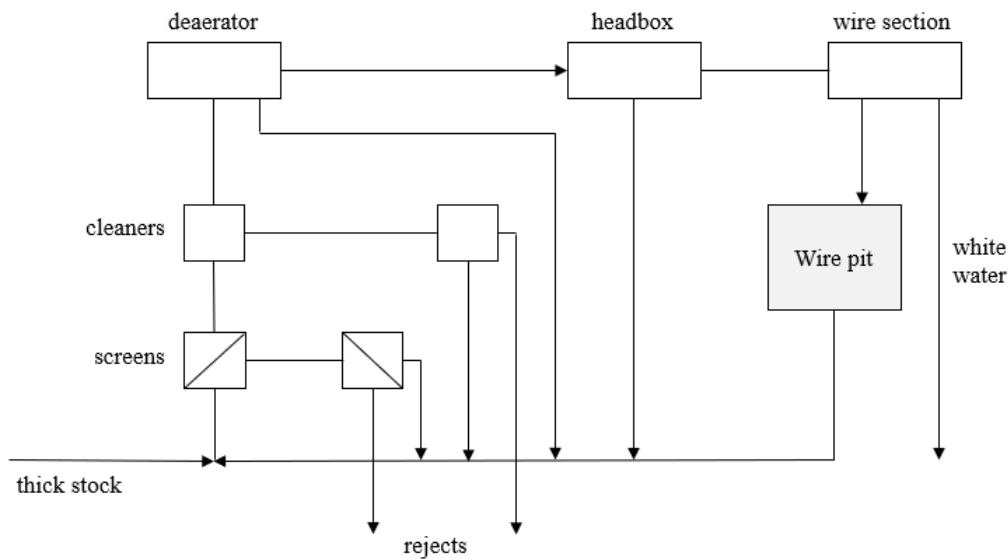 deaerator
headbox
wire section
cleaners
Wire pit
white
water
screens
thick stock
rejects